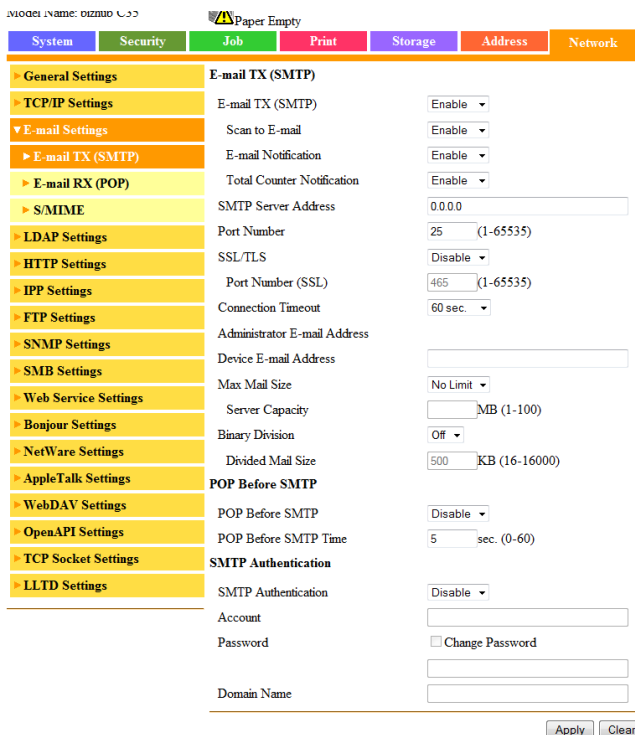 Model Name: bizhub C35
Paper Empty
System Security Job Print Storage Address Network
General Settings
TCP/IP Settings
E-mail Settings
E-mail TX (SMTP)
E-mail RX (POP)
S/MIME
LDAP Settings
HTTP Settings
IPP Settings
FTP Settings
SNMP Settings
SMB Settings
Web Service Settings
Bonjour Settings
NetWare Settings
AppleTalk Settings
WebDAV Settings
OpenAPI Settings
TCP Socket Settings
LLTD Settings
E-mail TX (SMTP)
E-mail TX (SMTP) Enable
Scan to E-mail Enable
E-mail Notification Enable
Total Counter Notification Enable
SMTP Server Address 0.0.0.0
Port Number 25 (1-65535)
SSL/TLS Disable
Port Number (SSL) 465 (1-65535)
Connection Timeout 60 sec.
Administrator E-mail Address
Device E-mail Address
Max Mail Size No Limit
Server Capacity MB (1-100)
Binary Division Off
Divided Mail Size 500 KB (16-16000)
POP Before SMTP
POP Before SMTP Disable
POP Before SMTP Time 5 sec. (0-60)
SMTP Authentication
SMTP Authentication Disable
Account
Password Change Password
Domain Name
Apply Clear